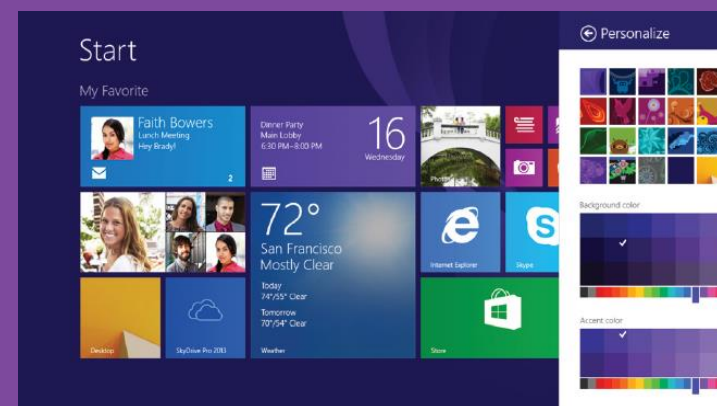 Start
Personalize
My Favorite
Faith Bowers
Lunch Meeting
Hey Brady!
2
Dinner Party
Main Lobby
6:30 PM–8:00 PM
16
Wednesday
72°
San Francisco
Mostly Clear
Today
74°/55° Clear
Tomorrow
70°/54° Clear
Weather
Internet Explorer
Skype
Desktop
SkyDrive Pro 2013
Store
Background color
Accent color